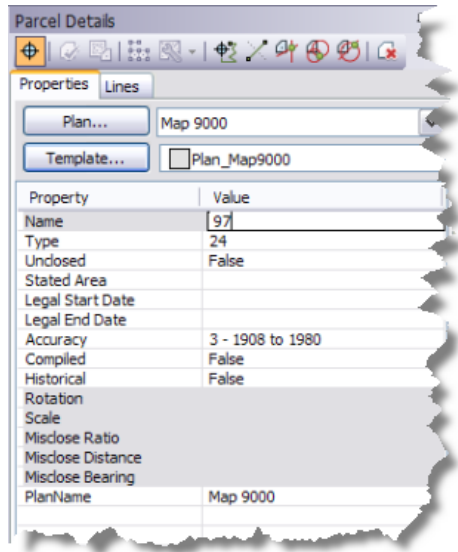 Parcel Details
Properties Lines
Plan... Map 9000
Template... Plan_Map9000
Property Value
Name 97
Type 24
Unclosed False
Stated Area
Legal Start Date
Legal End Date
Accuracy 3 - 1908 to 1980
Compiled False
Historical False
Rotation
Scale
Misclose Ratio
Misclose Distance
Misclose Bearing
PlanName Map 9000